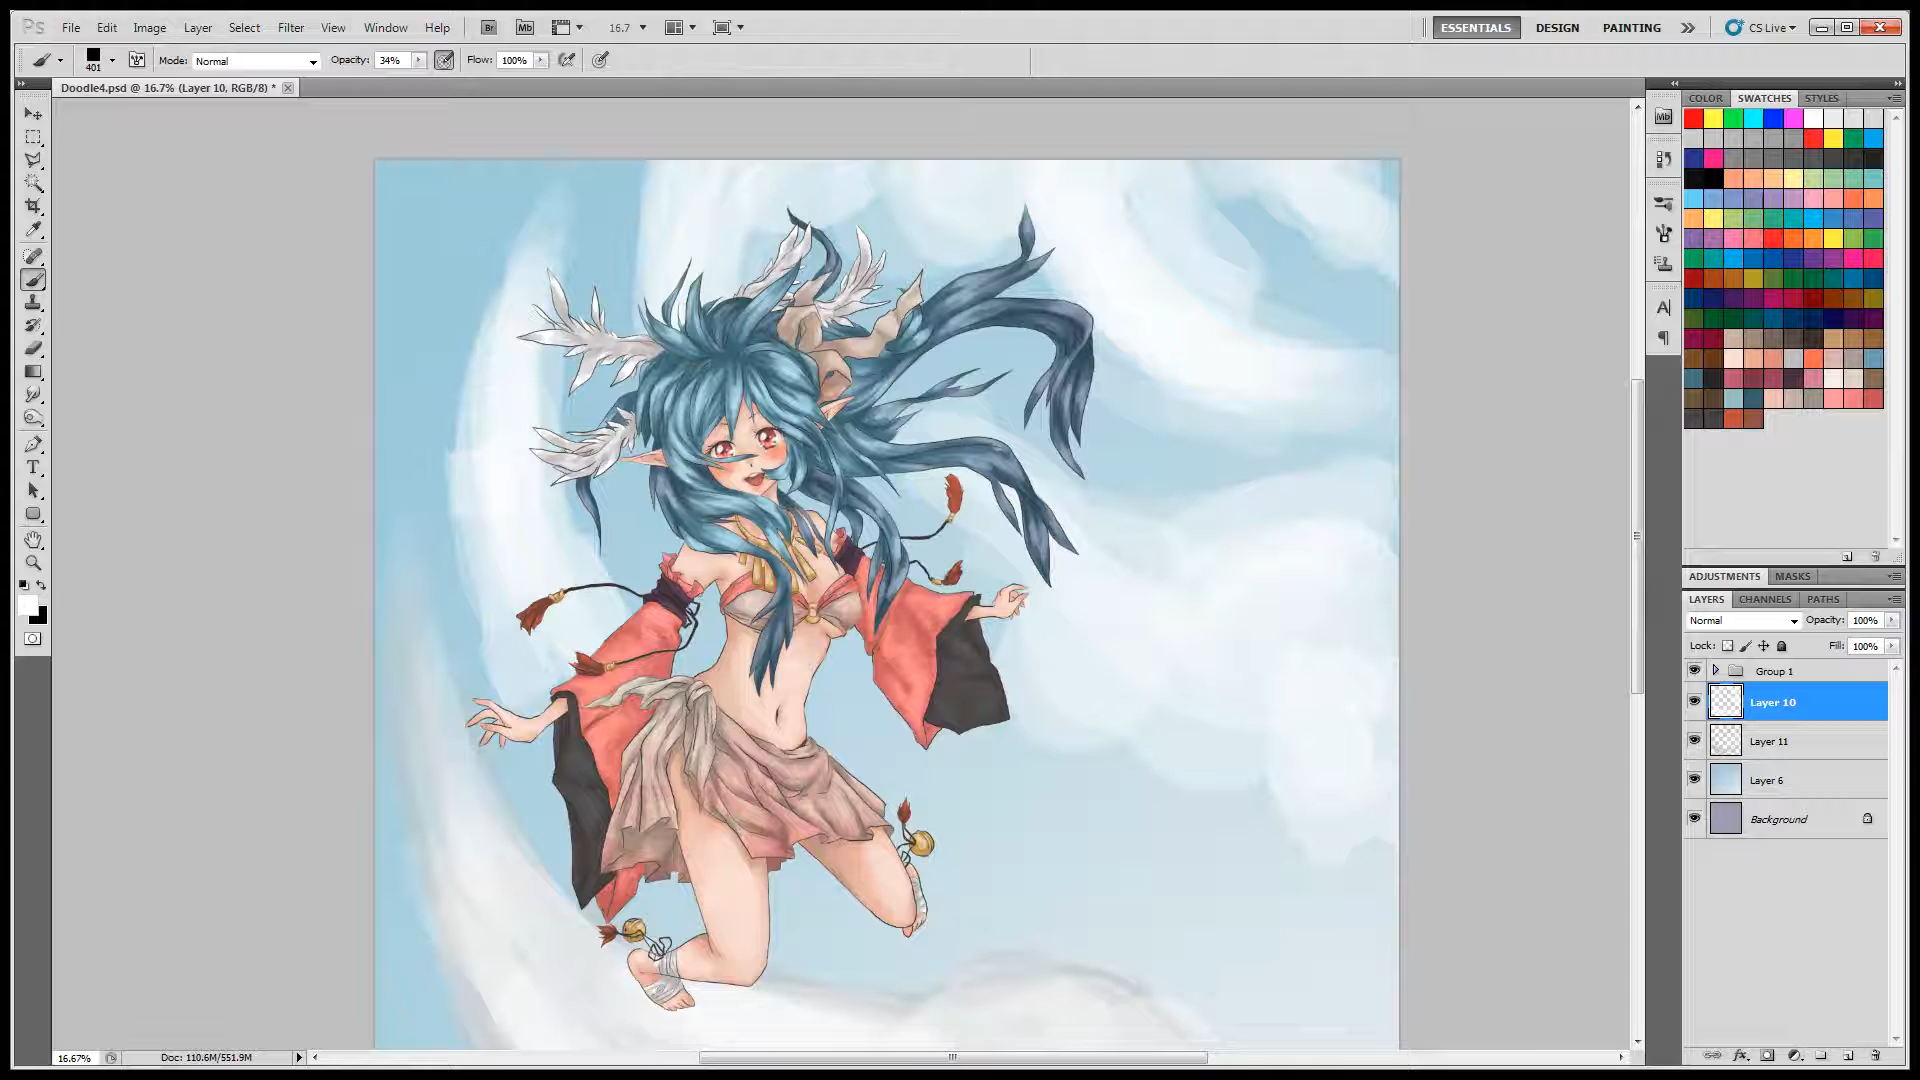 Ps File Edit Image Layer Select Filter View Window Help Br Mb 16.7 ESSENTIALS DESIGN PAINTING CS Live
401 Mode: Normal Opacity: 34% Flow: 100%
Doodle4.psd @ 16.7% (Layer 10, RGB/8) *
COLOR SWATCHES STYLES
Mb
A
T
ADJUSTMENTS MASKS
LAYERS CHANNELS PATHS
Normal Opacity: 100%
Lock: Fill: 100%
Group 1
Layer 10
Layer 11
Layer 6
Background
fx
16.67% Doc: 110.6M/551.9M